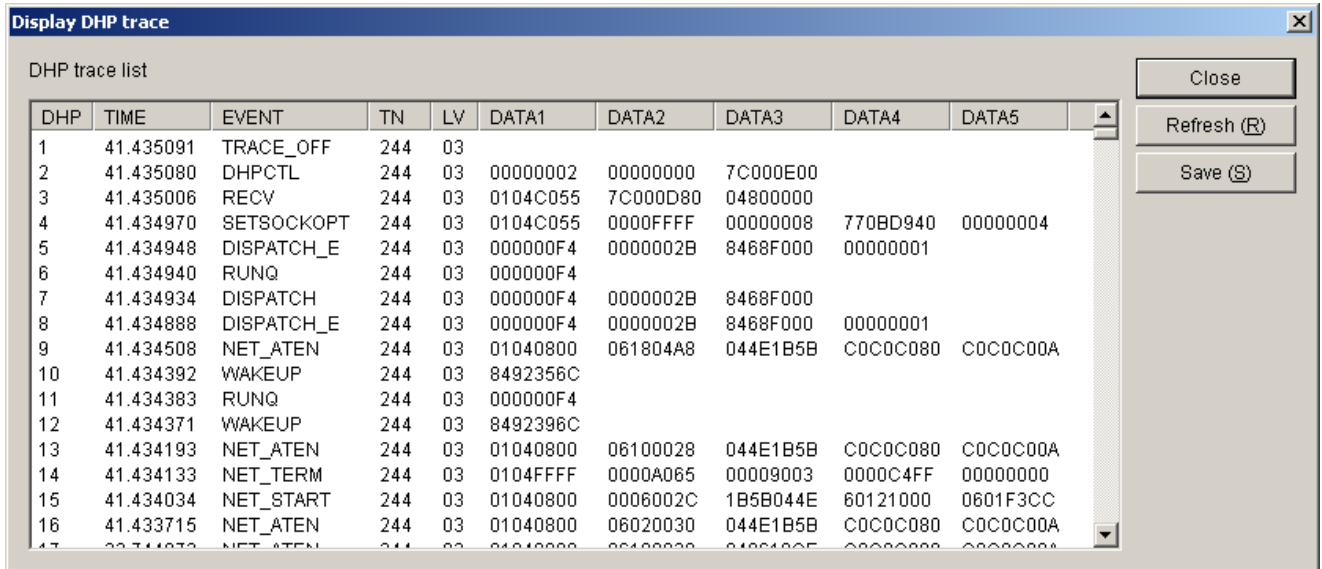 Display DHP trace
DHP trace list
Close
Refresh (R)
Save (S)
DHP TIME EVENT TN LV DATA1 DATA2 DATA3 DATA4 DATA5
1 41.435091 TRACE_OFF 244 03
2 41.435080 DHPCTL 244 03 00000002 00000000 7C000E00
3 41.435006 RECV 244 03 0104C055 7C000D80 04800000
4 41.434970 SETSOCKOPT 244 03 0104C055 0000FFFF 00000008 770BD940 00000004
5 41.434948 DISPATCH_E 244 03 000000F4 0000002B 8468F000 00000001
6 41.434940 RUNQ 244 03 000000F4
7 41.434934 DISPATCH 244 03 000000F4 0000002B 8468F000
8 41.434888 DISPATCH_E 244 03 000000F4 0000002B 8468F000 00000001
9 41.434508 NET_ATEN 244 03 01040800 061804A8 044E1B5B C0C0C080 C0C0C00A
10 41.434392 WAKEUP 244 03 8492356C
11 41.434383 RUNQ 244 03 000000F4
12 41.434371 WAKEUP 244 03 8492396C
13 41.434193 NET_ATEN 244 03 01040800 06100028 044E1B5B C0C0C080 C0C0C00A
14 41.434133 NET_TERM 244 03 0104FFFF 0000A065 00009003 0000C4FF 00000000
15 41.434034 NET_START 244 03 01040800 0006002C 1B5B044E 60121000 0601F3CC
16 41.433715 NET_ATEN 244 03 01040800 06020030 044E1B5B C0C0C080 C0C0C00A